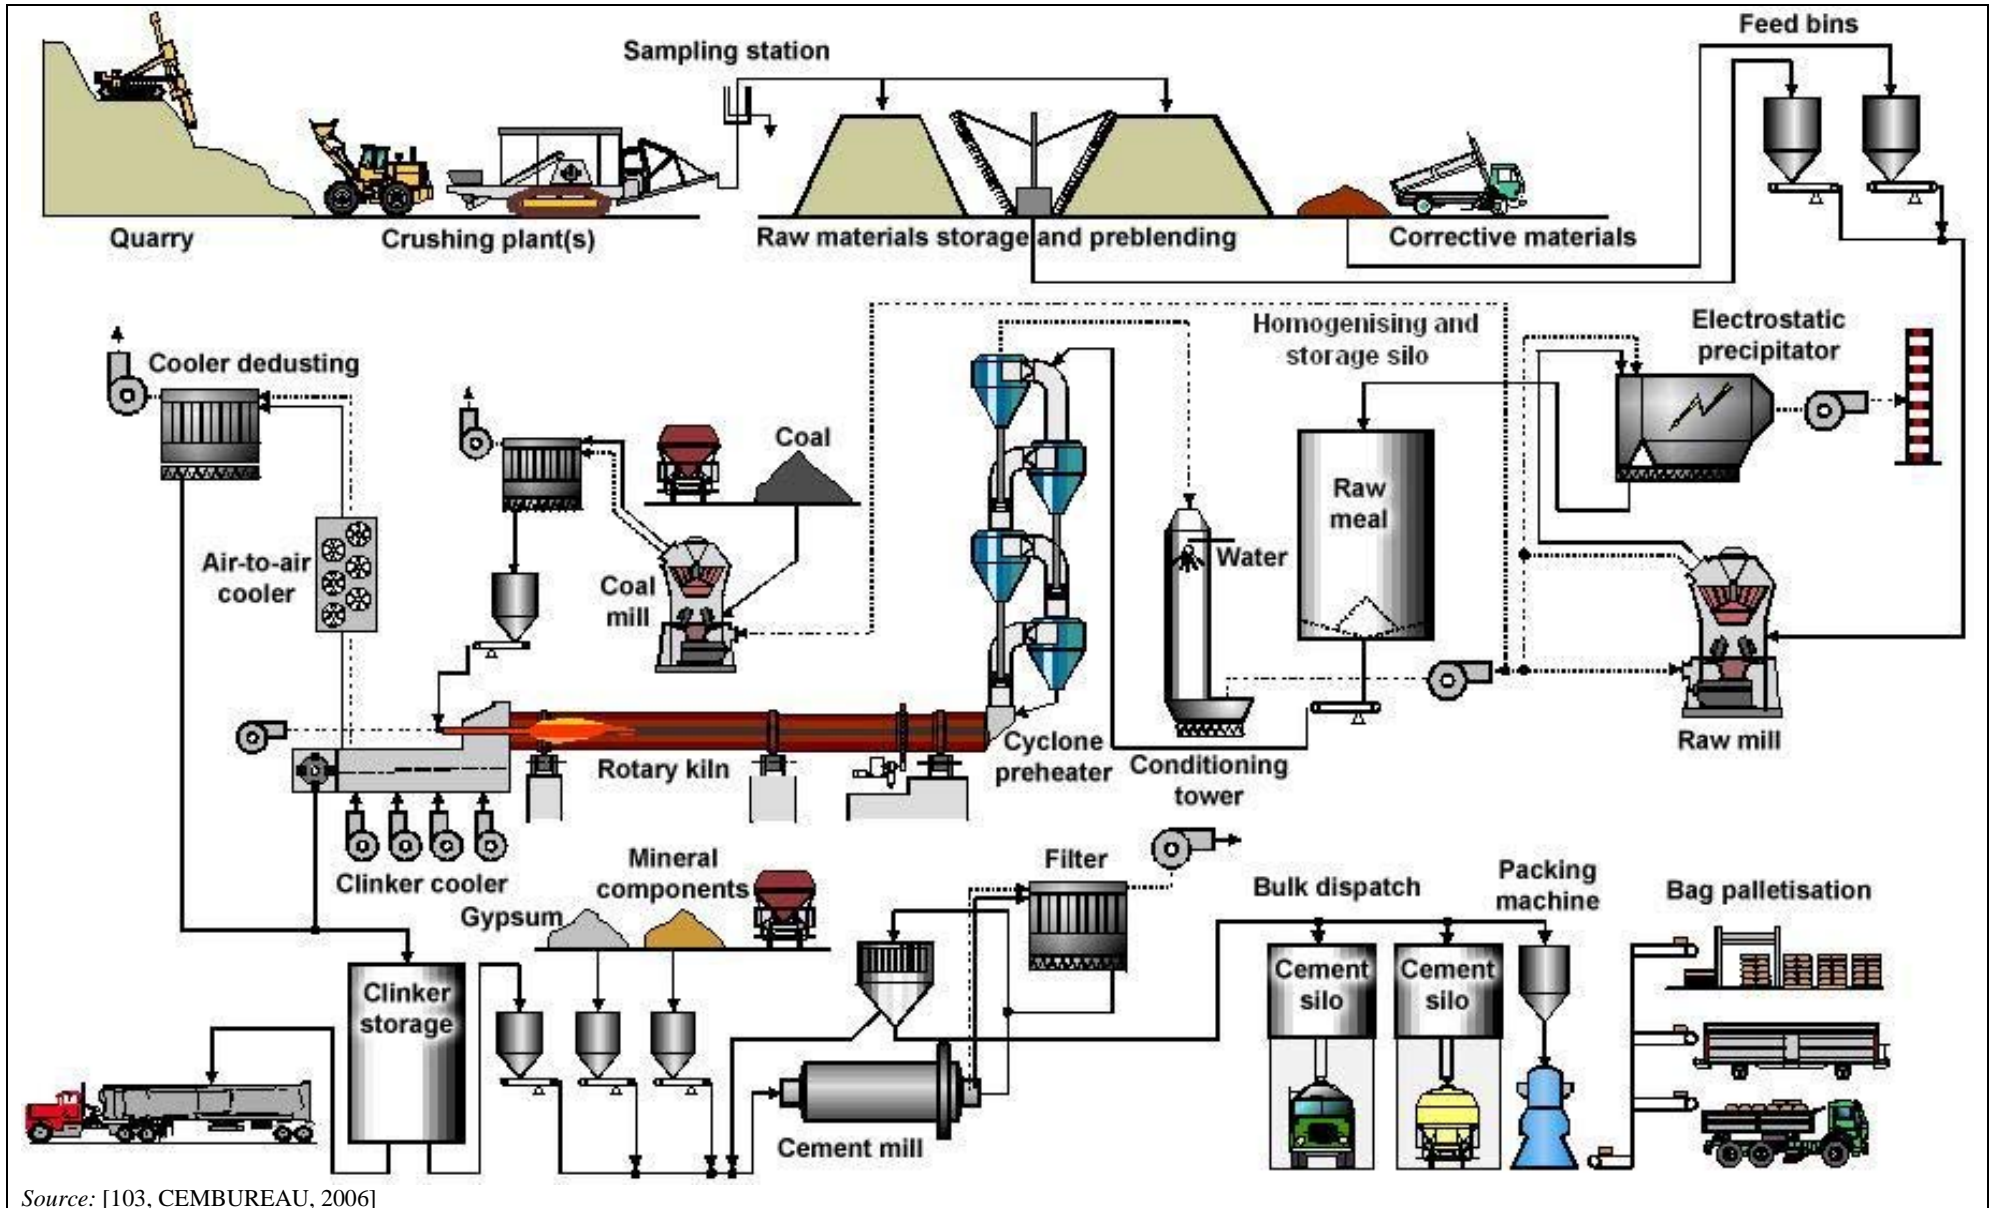 Feed bins
Sampling station
Quarry
Crushing plant(s)
Raw materials storage and preblending
Corrective materials
Homogenising and
storage silo
Electrostatic
precipitator
Cooler dedusting
Coal
Raw
meal
Water
Air-to-air
cooler
Coal
mill
Rotary kiln
Cyclone
preheater
Conditioning
tower
Raw mill
Clinker cooler
Mineral
components
Gypsum
Filter
Bulk dispatch
Packing
machine
Bag palletisation
Clinker
storage
Cement
silo
Cement
silo
Cement mill
Source: [103, CEMBUREAU, 2006]